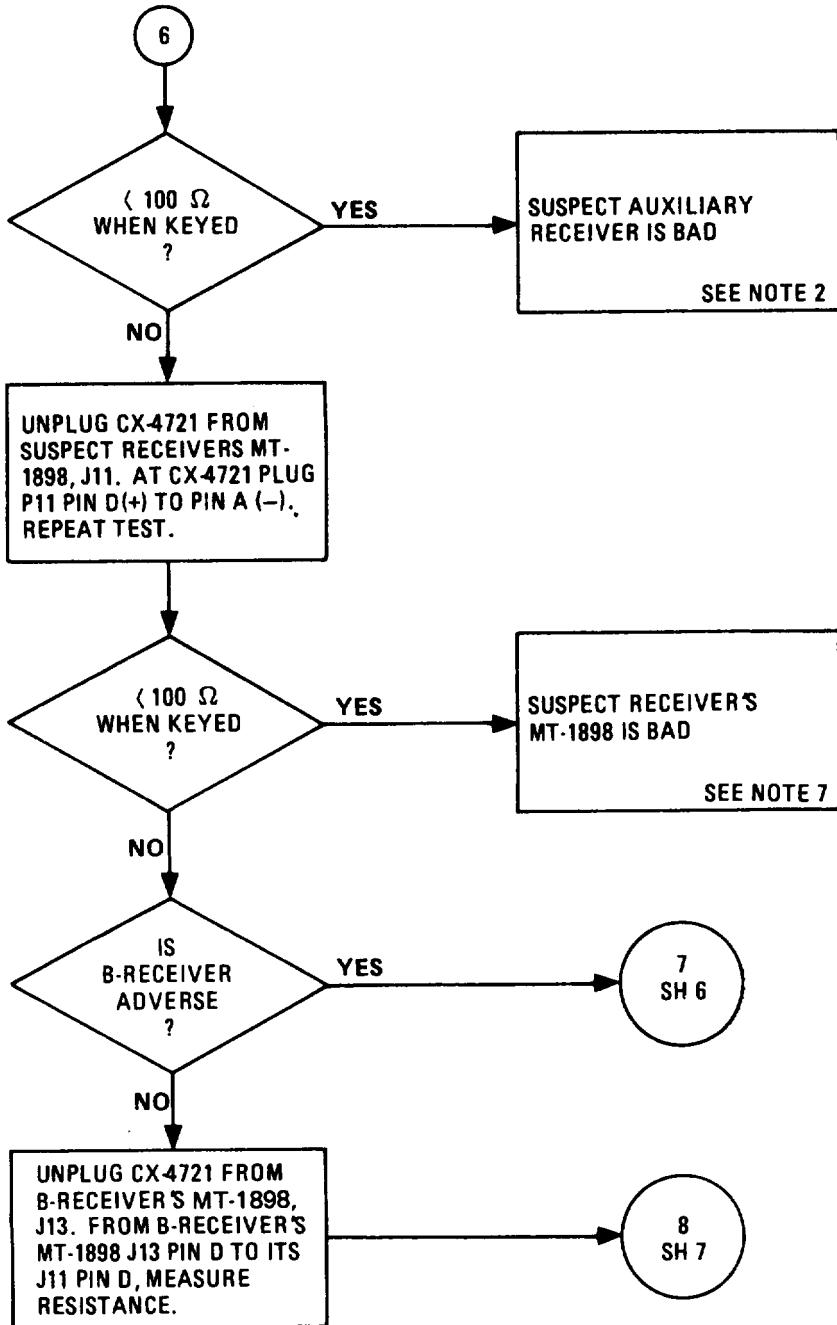 6
< 100 Ω
WHEN KEYED
?
YES
SUSPECT AUXILIARY
RECEIVER IS BAD
SEE NOTE 2
NO
UNPLUG CX-4721 FROM
SUSPECT RECEIVERS MT-
1898, J11. AT CX-4721 PLUG
P11 PIN D(+) TO PIN A (–).
REPEAT TEST.
< 100 Ω
WHEN KEYED
?
YES
SUSPECT RECEIVER'S
MT-1898 IS BAD
SEE NOTE 7
NO
IS
B-RECEIVER
ADVERSE
?
YES
7
SH 6
NO
UNPLUG CX-4721 FROM
B-RECEIVER'S MT-1898,
J13. FROM B-RECEIVER'S
MT-1898 J13 PIN D TO ITS
J11 PIN D, MEASURE
RESISTANCE.
8
SH 7